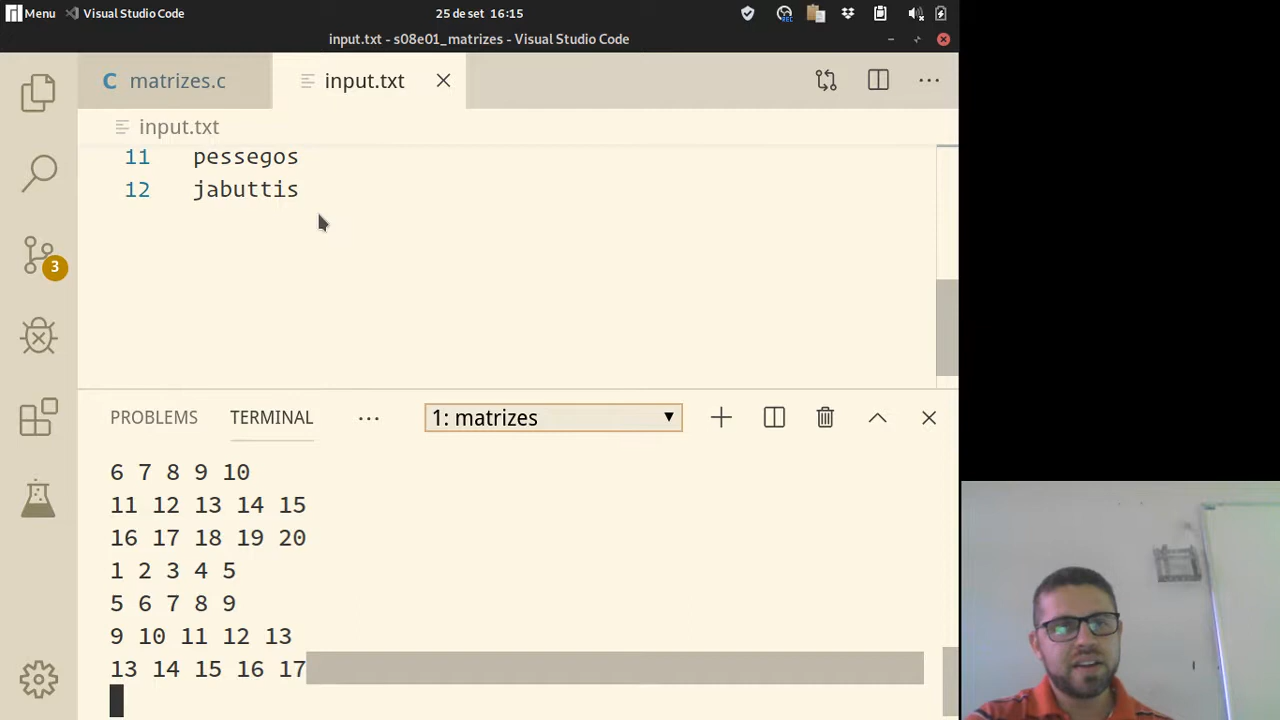 Menu Visual Studio Code 25 de set 16:15
REC
input.txt - s08e01_matrizes - Visual Studio Code
C matrizes.c input.txt
input.txt
11 pessegos
12 jabuttis
3
PROBLEMS TERMINAL ... 1: matrizes
6 7 8 9 10
11 12 13 14 15
16 17 18 19 20
1 2 3 4 5
5 6 7 8 9
9 10 11 12 13
13 14 15 16 17